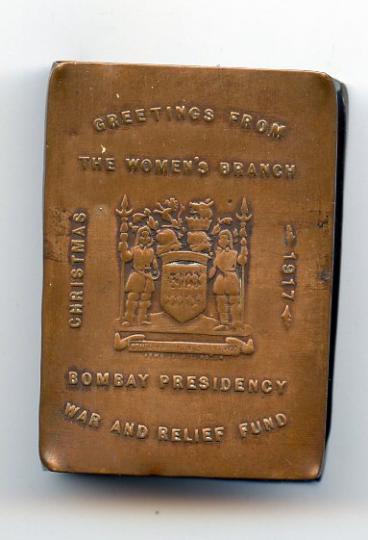 GREETINGS FROM
THE WOMEN'S BRANCH
CHRISTMAS
1917
BOMBAY PRESIDENCY
WAR AND RELIEF FUND